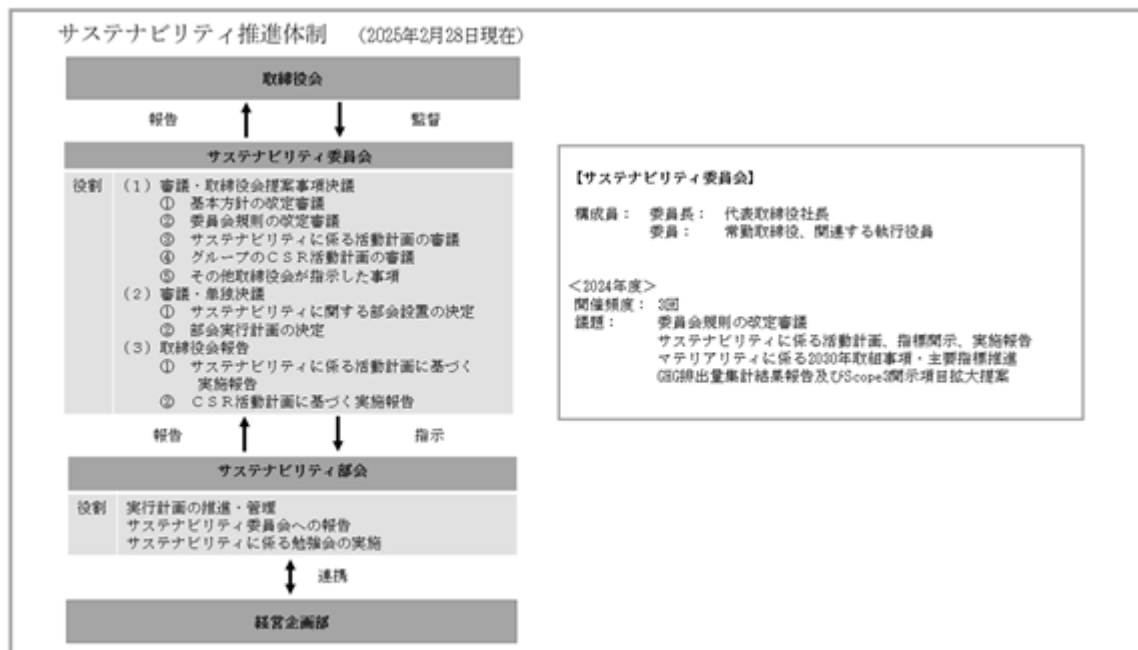 サステナビリティ推進体制 (2025年2月28日現在)
取締役会
報告 監督
サステナビリティ委員会
役割 (1)審議・取締役会提案事項決議
① 基本方針の改定審議
② 委員会規則の改定審議
③ サステナビリティに係る活動計画の審議
④ グループのCSR活動計画の審議
⑤ その他取締役会が指示した事項
(2)審議・単独決議
① サステナビリティに関する部会設置の決定
② 部会実行計画の決定
(3)取締役会報告
① サステナビリティに係る活動計画に基づく
実施報告
② CSR活動計画に基づく実施報告
報告 指示
サステナビリティ部会
役割 実行計画の推進・管理
サステナビリティ委員会への報告
サステナビリティに係る勉強会の実施
連携
経営企画部
【サステナビリティ委員会】
構成員: 委員長: 代表取締役社長
委員: 常勤取締役、関連する執行役員
<2024年度>
開催頻度: 3回
議題: 委員会規則の改定審議
サステナビリティに係る活動計画、指標開示、実施報告
マテリアリティに係る2030年取組事項・主要指標推進
GHG排出量集計結果報告及びScope3開示項目拡大提案